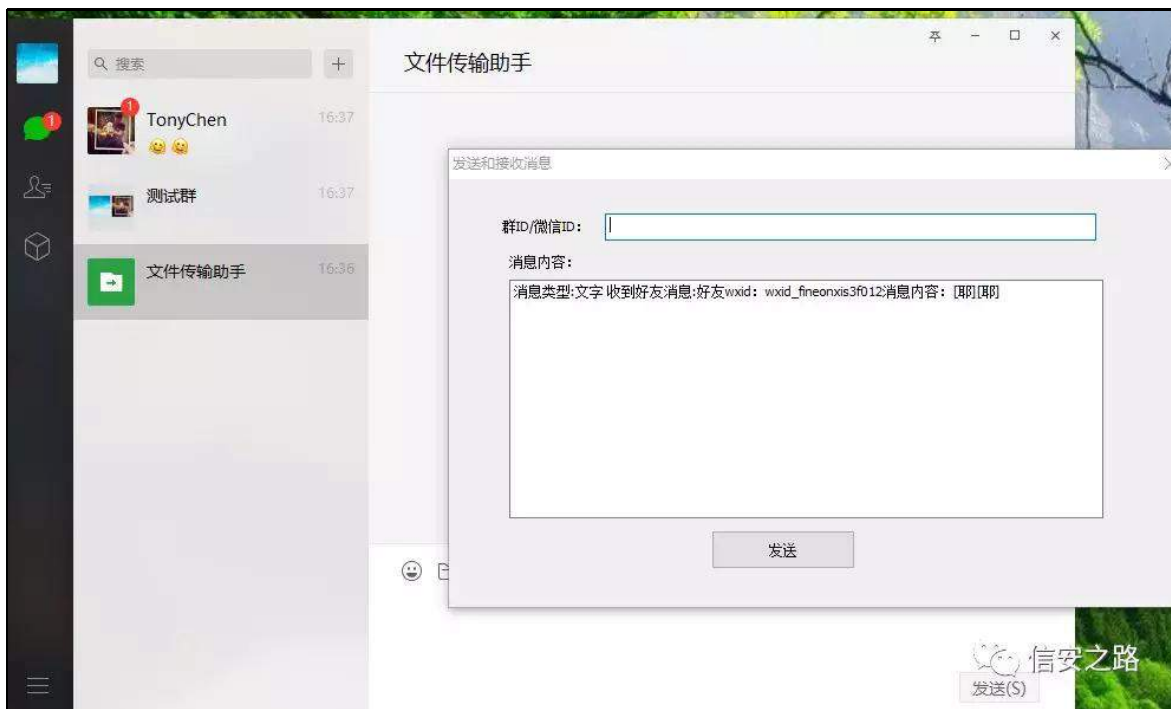 搜索
文件传输助手
1
TonyChen
16:37
1
测试群
16:37
文件传输助手
16:36
发送和接收消息
群ID/微信ID：
消息内容：
消息类型:文字 收到好友消息:好友wxid：wxid_fineonxis3f012消息内容：[耶][耶]
发送
信安之路
发送(S)